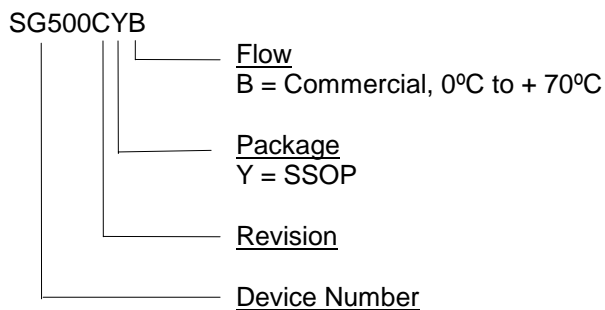 SG500CYB
Flow
B = Commercial, 0ºC to + 70ºC
Package
Y = SSOP
Revision
Device Number